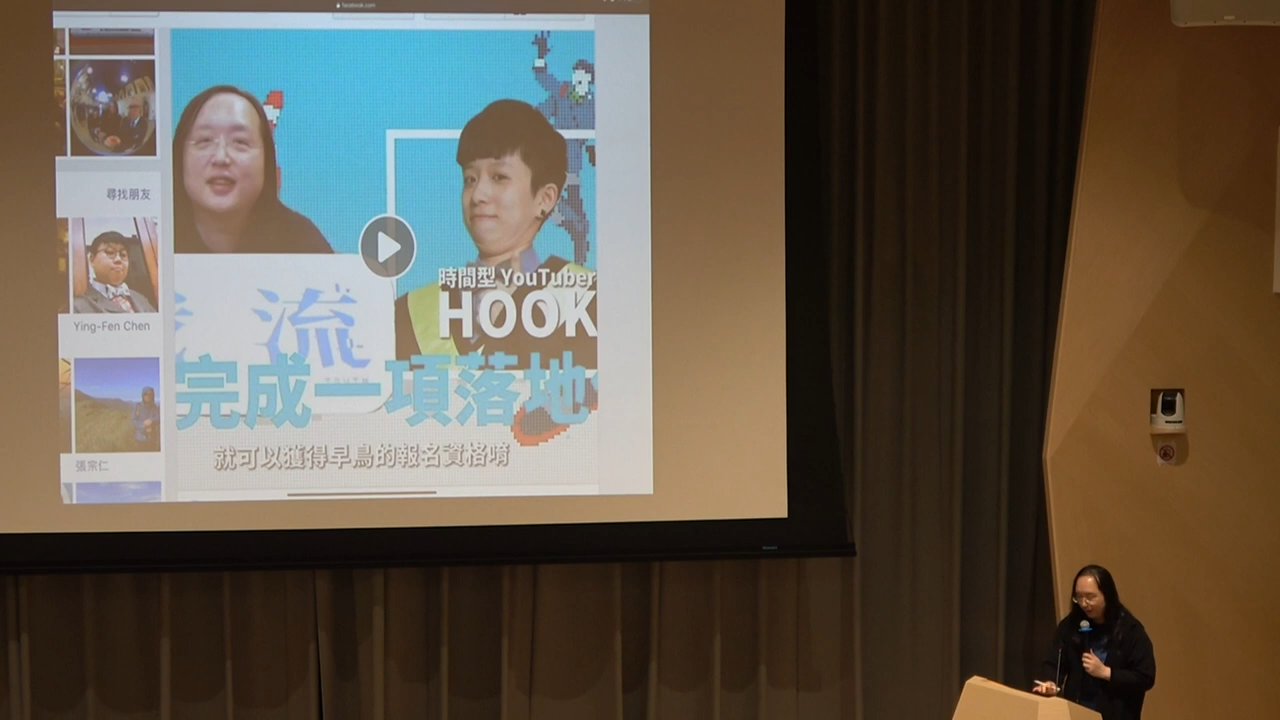 facebook.com
尋找朋友
Ying-Fen Chen
張宗仁
流
時間型 YouTuber
HOOK
完成一項落地
就可以獲得早鳥的報名資格唷